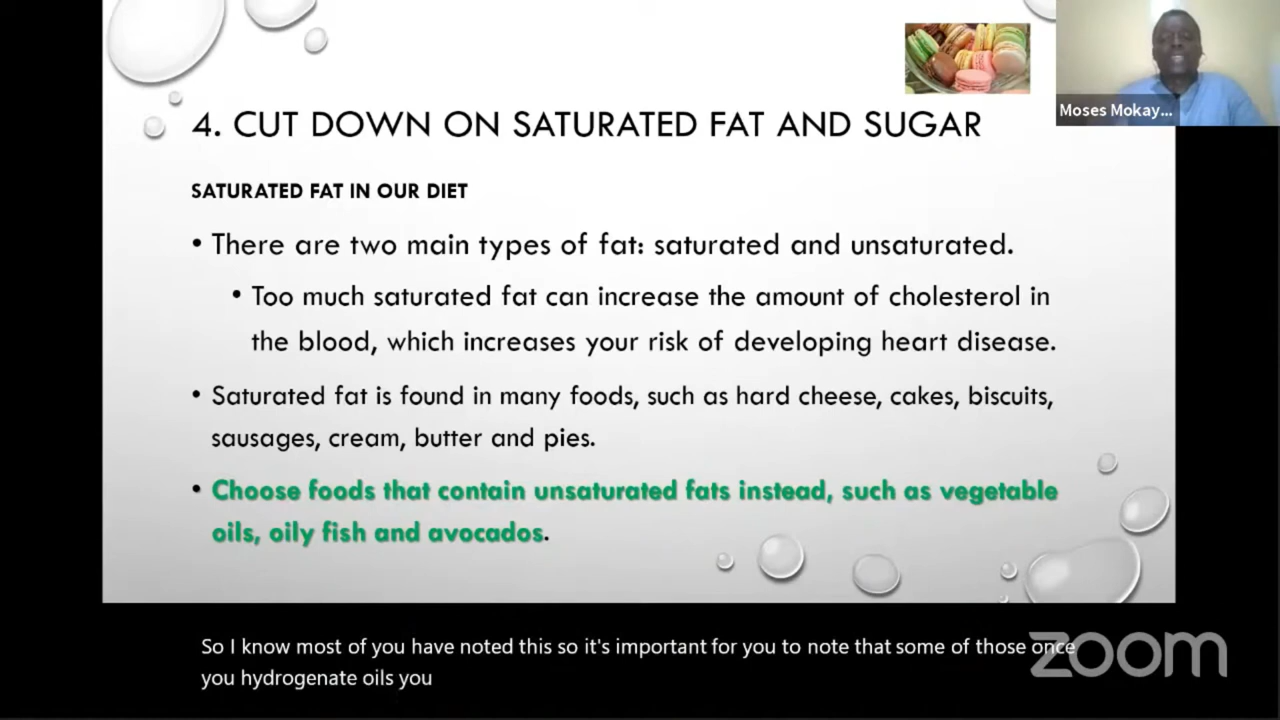 Moses Mokay...
4. CUT DOWN ON SATURATED FAT AND SUGAR
SATURATED FAT IN OUR DIET
• There are two main types of fat: saturated and unsaturated.
• Too much saturated fat can increase the amount of cholesterol in
the blood, which increases your risk of developing heart disease.
• Saturated fat is found in many foods, such as hard cheese, cakes, biscuits,
sausages, cream, butter and pies.
• Choose foods that contain unsaturated fats instead, such as vegetable
oils, oily fish and avocados.
So I know most of you have noted this so it's important for you to note that some of those once
you hydrogenate oils you
zoom